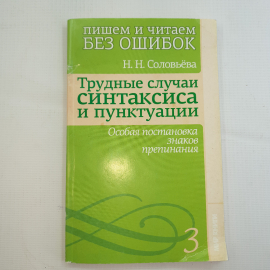 пишем и читаем
БЕЗ ОШИБОК
Н. Н. Соловьёва
Трудные случаи
синтаксиса
и пунктуации
Особая постановка
знаков
препинания
3